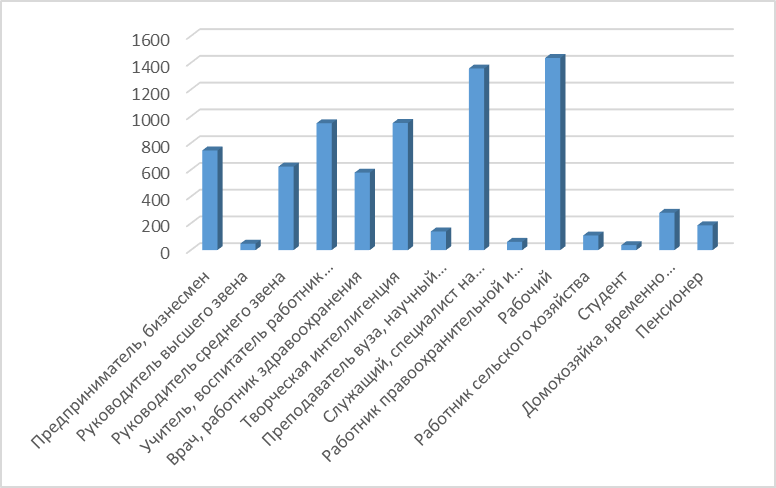 1600
1400
1200
1000
800
600
400
200
0
Предприниматель, бизнесмен
Руководитель высшего звена
Руководитель среднего звена
Учитель, воспитатель работник...
Врач, работник здравоохранения
Творческая интеллигенция
Преподаватель вуза, научный...
Служащий, специалист на...
Работник правоохранительной и...
Рабочий
Работник сельского хозяйства
Студент
Домохозяйка, временно...
Пенсионер